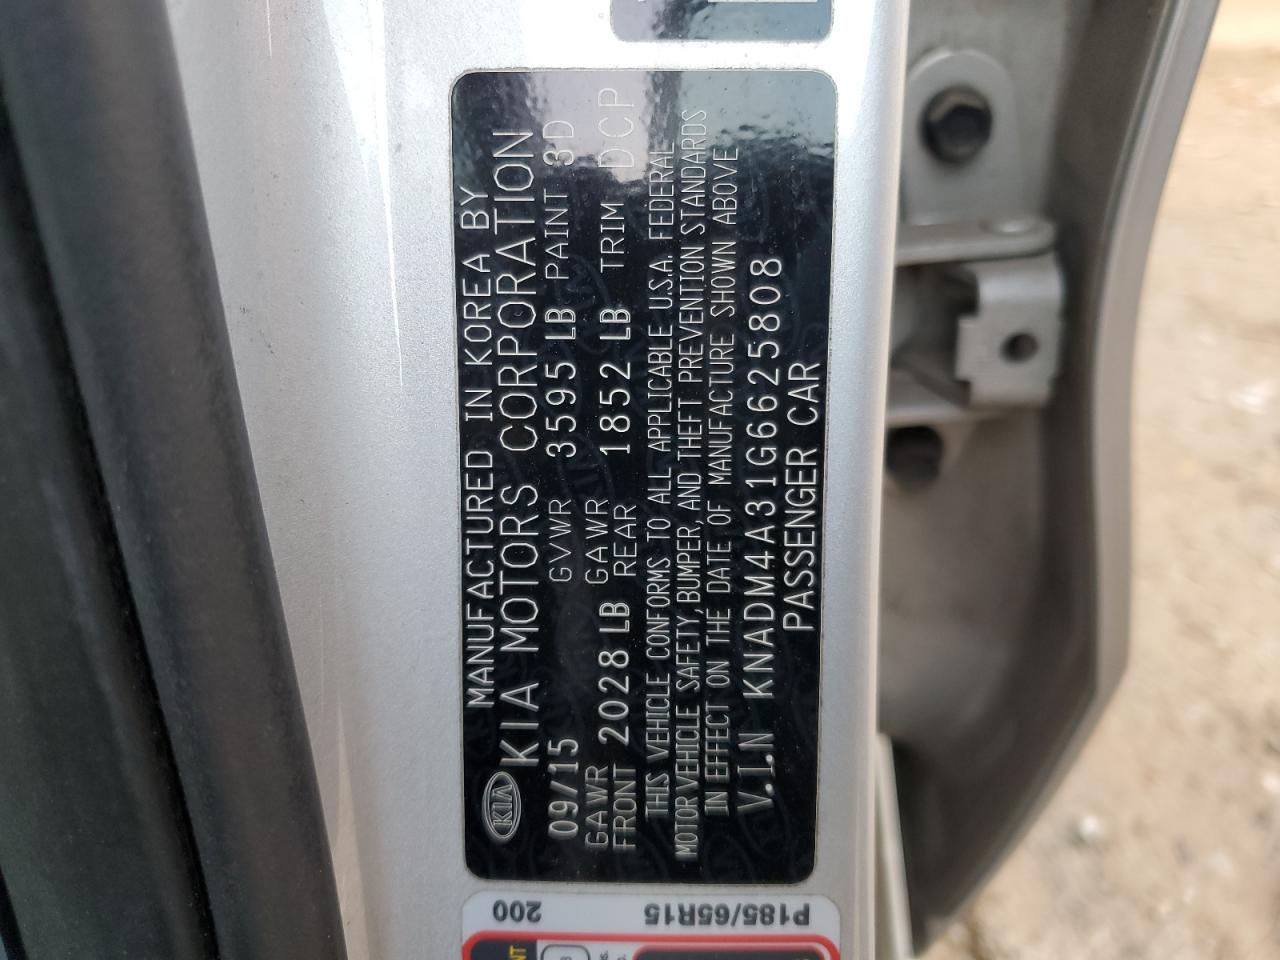 MANUFACTURED IN KOREA BY
KIA KIA MOTORS CORPORATION
09/15 GVWR 3595 LB PAINT 3D
GAWR FRONT 2028 LB GAWR REAR 1852 LB TRIM DCP
THIS VEHICLE CONFORMS TO ALL APPLICABLE U.S.A. FEDERAL
MOTOR VEHICLE SAFETY, BUMPER, AND THEFT PREVENTION STANDARDS
IN EFFECT ON THE DATE OF MANUFACTURE SHOWN ABOVE
V.I.N KNADM4A31G6625808
PASSENGER CAR
P185/65R15
200